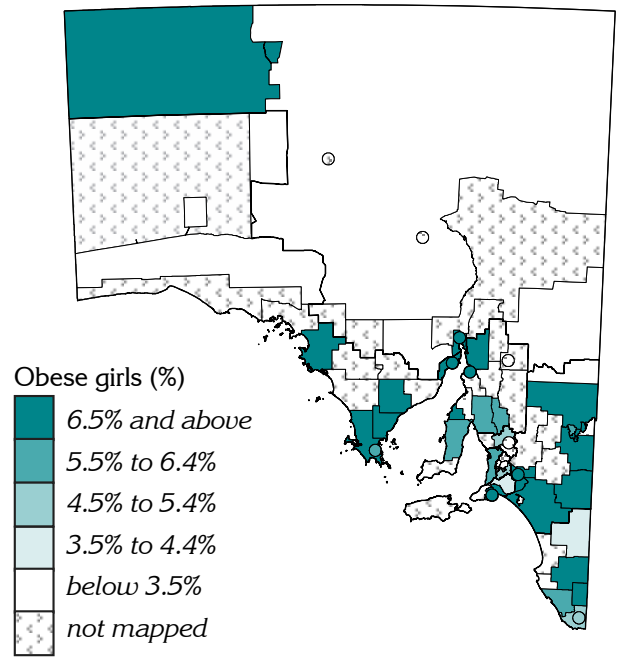 Obese girls (%)
6.5% and above
5.5% to 6.4%
4.5% to 5.4%
3.5% to 4.4%
below 3.5%
not mapped